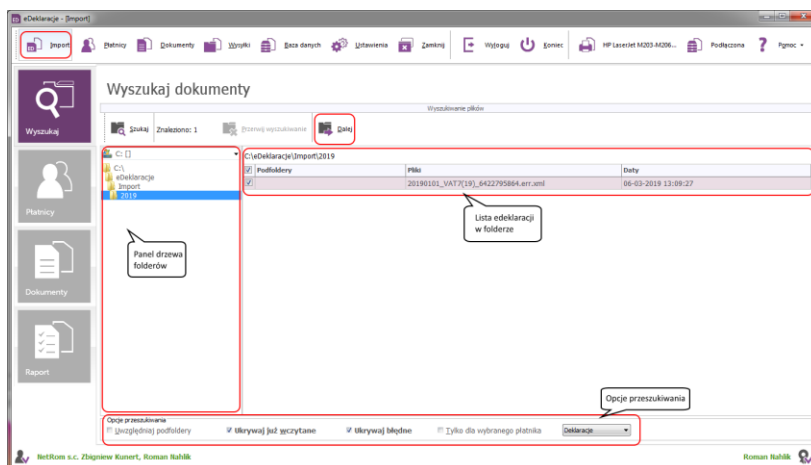 eDeklaracje - [Import]
Import Płatnicy Dokumenty Wysyłki Baza danych Ustawienia Zamknij Wyloguj Koniec HP LaserJet M203-M206... Podłączona Pomoc
Wyszukaj dokumenty
Wyszukiwanie plików
Szukaj Znaleziono: 1 Przerwij wyszukiwanie Dalej
Wyszukaj
Płatnicy
Dokumenty
Raport
C: []
C:\
eDeklaracje
Import
2019
Panel drzewa
folderów
C:\eDeklaracje\Import\2019
Podfoldery Pliki Daty
20190101_VAT7(19)_6422795864.err.xml 06-03-2019 13:09:27
Lista edeklaracji
w folderze
Opcje przeszukiwania
Opcje przeszukiwania
Uwzględniaj podfoldery Ukrywaj już wczytane Ukrywaj błędne Tylko dla wybranego płatnika Deklaracje
NetRom s.c. Zbigniew Kunert, Roman Nahlik Roman Nahlik